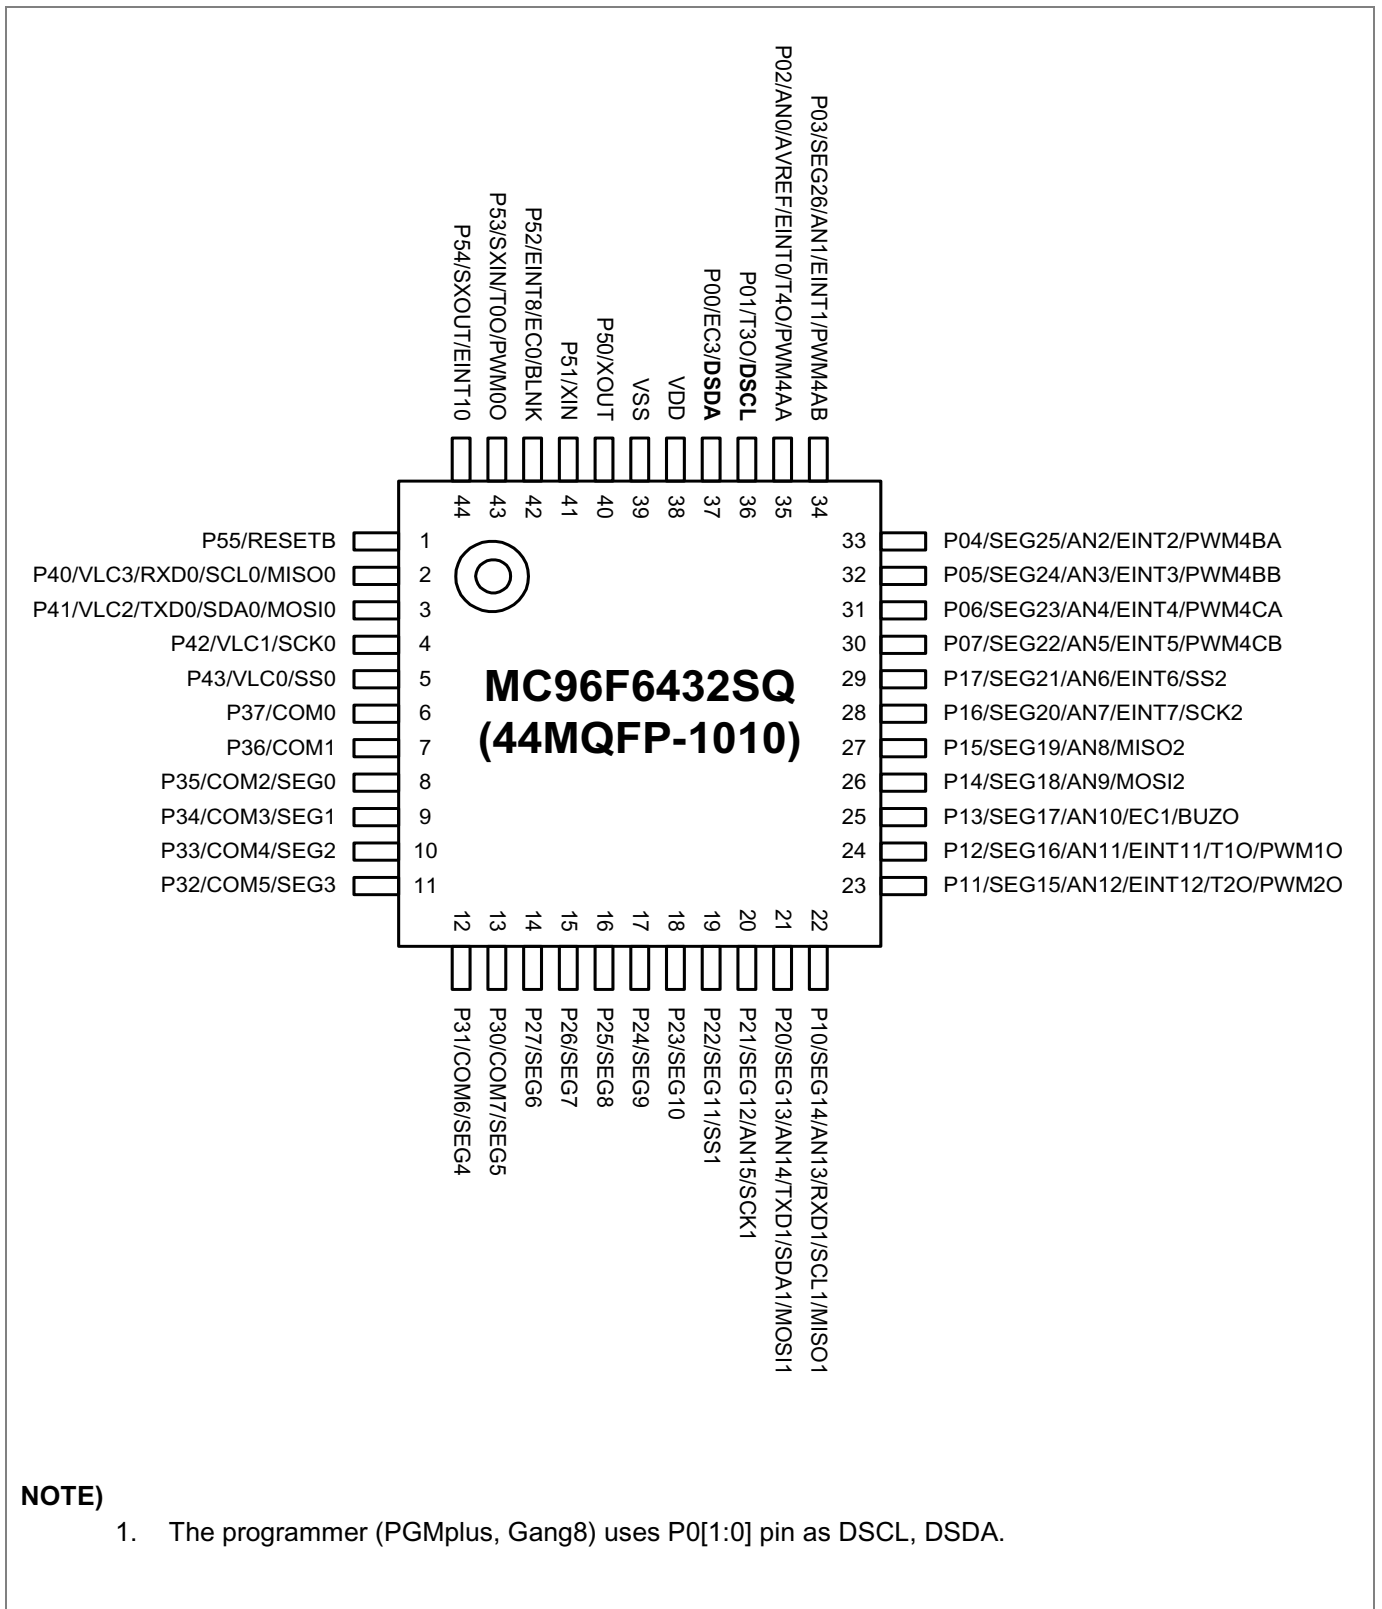 P54/SXOUT/EINT10
P53/SXIN/T0O/PWM0O
P52/EINT8/EC0/BLNK
P51/XIN
P50/XOUT
VSS
VDD
P00/EC3/DSDA
P01/T3O/DSCL
P02/AN0/AVREF/EINT0/T4O/PWM4AA
P03/SEG26/AN1/EINT1/PWM4AB
44 43 42 41 40 39 38 37 36 35 34
P55/RESETB 1
P40/VLC3/RXD0/SCL0/MISO0 2
P41/VLC2/TXD0/SDA0/MOSI0 3
P42/VLC1/SCK0 4
P43/VLC0/SS0 5
P37/COM0 6
P36/COM1 7
P35/COM2/SEG0 8
P34/COM3/SEG1 9
P33/COM4/SEG2 10
P32/COM5/SEG3 11
MC96F6432SQ
(44MQFP-1010)
33 P04/SEG25/AN2/EINT2/PWM4BA
32 P05/SEG24/AN3/EINT3/PWM4BB
31 P06/SEG23/AN4/EINT4/PWM4CA
30 P07/SEG22/AN5/EINT5/PWM4CB
29 P17/SEG21/AN6/EINT6/SS2
28 P16/SEG20/AN7/EINT7/SCK2
27 P15/SEG19/AN8/MISO2
26 P14/SEG18/AN9/MOSI2
25 P13/SEG17/AN10/EC1/BUZO
24 P12/SEG16/AN11/EINT11/T1O/PWM1O
23 P11/SEG15/AN12/EINT12/T2O/PWM2O
12 13 14 15 16 17 18 19 20 21 22
P31/COM6/SEG4
P30/COM7/SEG5
P27/SEG6
P26/SEG7
P25/SEG8
P24/SEG9
P23/SEG10
P22/SEG11/SS1
P21/SEG12/AN15/SCK1
P20/SEG13/AN14/TXD1/SDA1/MOSI1
P10/SEG14/AN13/RXD1/SCL1/MISO1
NOTE)
1. The programmer (PGMplus, Gang8) uses P0[1:0] pin as DSCL, DSDA.